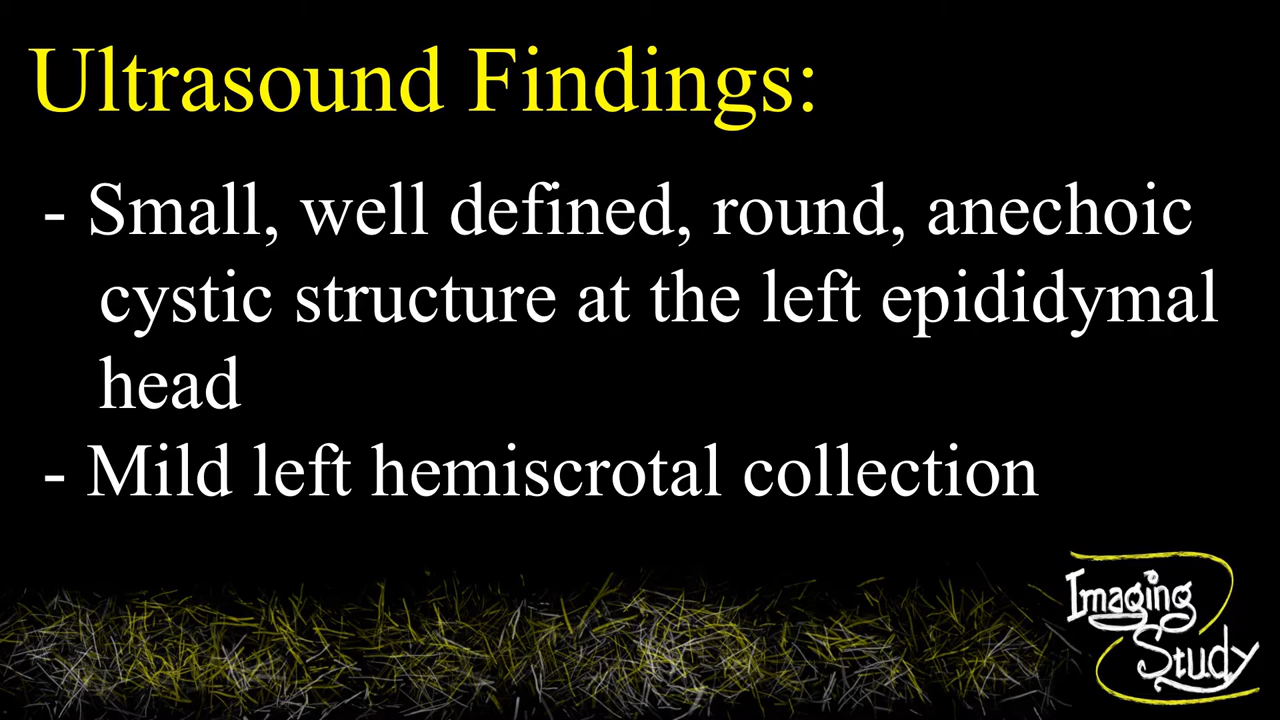 Ultrasound Findings:
- Small, well defined, round, anechoic
cystic structure at the left epididymal
head
- Mild left hemiscrotal collection
Imaging
Study